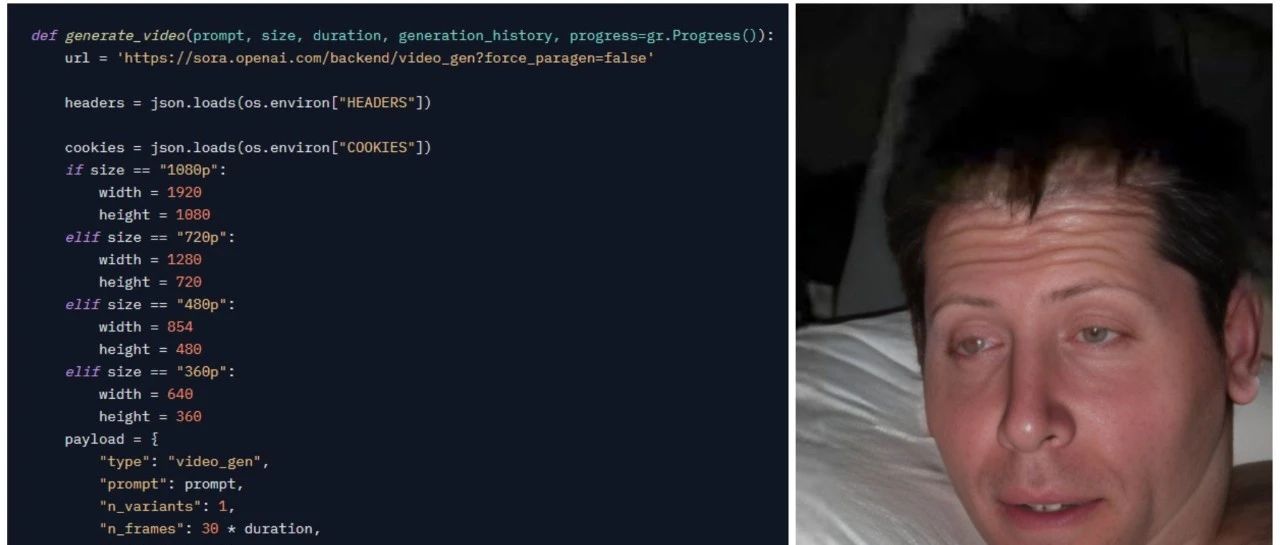 def generate_video(prompt, size, duration, generation_history, progress=gr.Progress()):
url = 'https://sora.openai.com/backend/video_gen?force_paragen=false'
headers = json.loads(os.environ["HEADERS"])
cookies = json.loads(os.environ["COOKIES"])
if size == "1080p":
width = 1920
height = 1080
elif size == "720p":
width = 1280
height = 720
elif size == "480p":
width = 854
height = 480
elif size == "360p":
width = 640
height = 360
payload = {
"type": "video_gen",
"prompt": prompt,
"n_variants": 1,
"n_frames": 30 * duration,